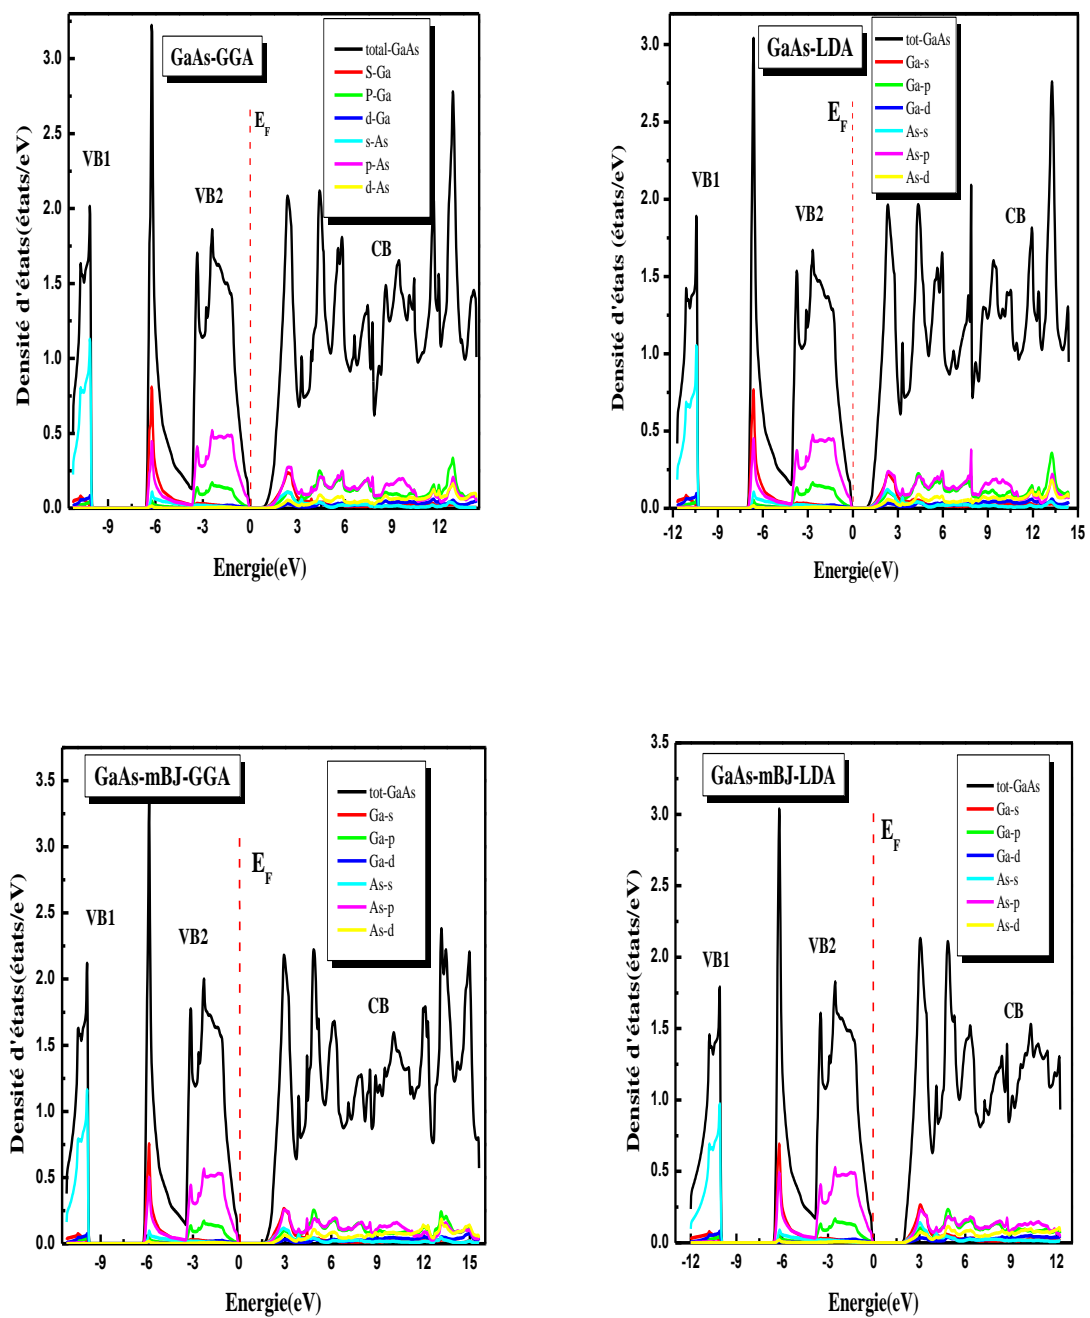 GaAs-GGA
total-GaAs
S-Ga
P-Ga
d-Ga
s-As
p-As
d-As
E_F
VB1
VB2
CB
3.0
2.5
2.0
1.5
1.0
0.5
0.0
-9 -6 -3 0 3 6 9 12
Densité d'états(états/eV)
Energie(eV)
GaAs-LDA
tot-GaAs
Ga-s
Ga-p
Ga-d
As-s
As-p
As-d
E_F
VB1
VB2
CB
3.0
2.5
2.0
1.5
1.0
0.5
0.0
-12 -9 -6 -3 0 3 6 9 12 15
Densité d'états (états/eV)
Energie(eV)
GaAs-mBJ-GGA
tot-GaAs
Ga-s
Ga-p
Ga-d
As-s
As-p
As-d
E_F
VB1
VB2
CB
3.5
3.0
2.5
2.0
1.5
1.0
0.5
0.0
-9 -6 -3 0 3 6 9 12 15
Densité d'états(états/eV)
Energie(eV)
GaAs-mBJ-LDA
tot-GaAs
Ga-s
Ga-p
Ga-d
As-s
As-p
As-d
E_F
VB1
VB2
CB
3.5
3.0
2.5
2.0
1.5
1.0
0.5
0.0
-12 -9 -6 -3 0 3 6 9 12
Densité d'états(états/eV)
Energie(eV)